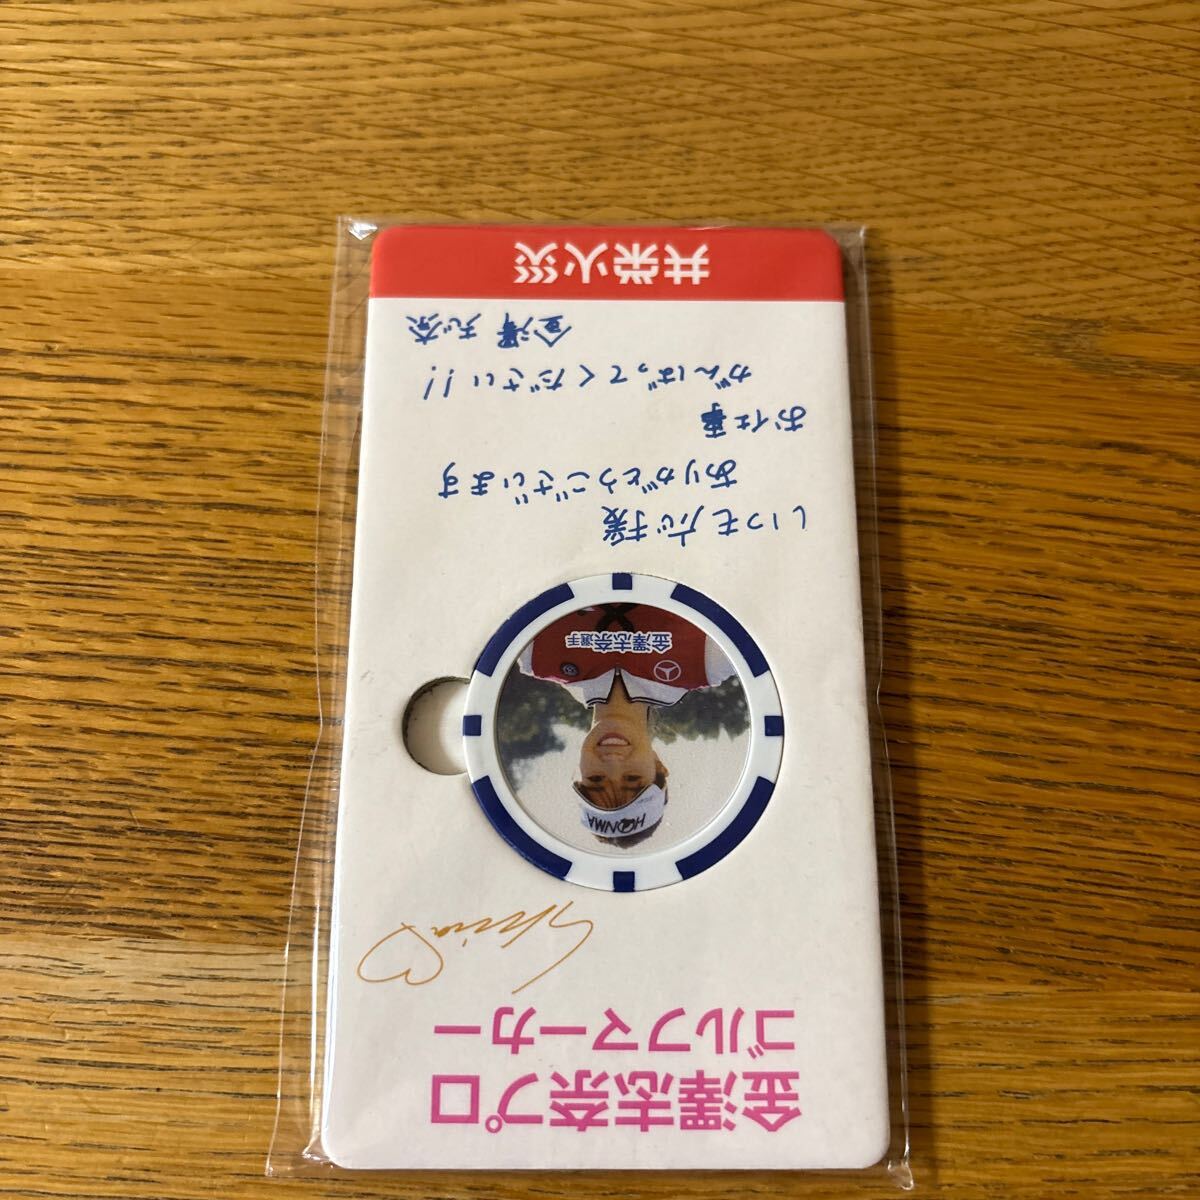 金澤志奈プロ
ゴルフマーカー
Shina
HONMA
金澤志奈選手
いつも応援
ありがとうございます
お仕事
がんばってください!!
金澤 志奈
共栄火災